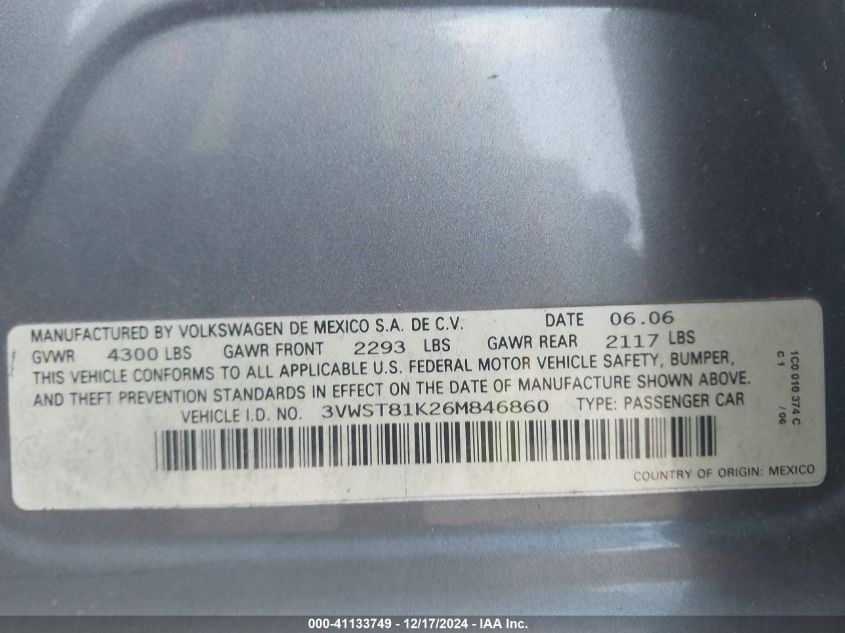 MANUFACTURED BY VOLKSWAGEN DE MEXICO S.A. DE C.V. DATE 06.06
GVWR 4300 LBS GAWR FRONT 2293 LBS GAWR REAR 2117 LBS
THIS VEHICLE CONFORMS TO ALL APPLICABLE U.S. FEDERAL MOTOR VEHICLE SAFETY, BUMPER,
AND THEFT PREVENTION STANDARDS IN EFFECT ON THE DATE OF MANUFACTURE SHOWN ABOVE.
VEHICLE I.D. NO. 3VWST81K26M846860 TYPE: PASSENGER CAR
COUNTRY OF ORIGIN: MEXICO
1C0 010 374 C
C 1 / 06
000-41133749 - 12/17/2024 - IAA Inc.